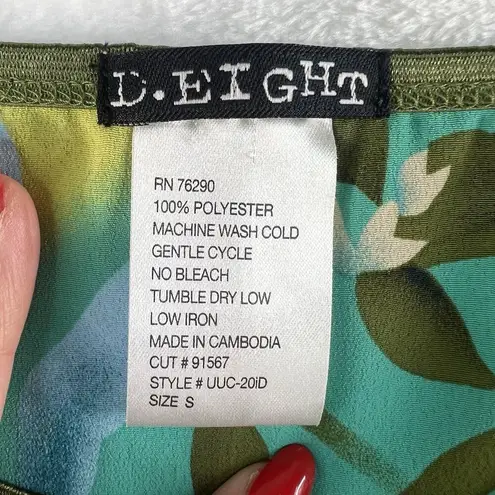 D.EIGHT
RN 76290
100% POLYESTER
MACHINE WASH COLD
GENTLE CYCLE
NO BLEACH
TUMBLE DRY LOW
LOW IRON
MADE IN CAMBODIA
CUT # 91567
STYLE # UUC-20iD
SIZE S